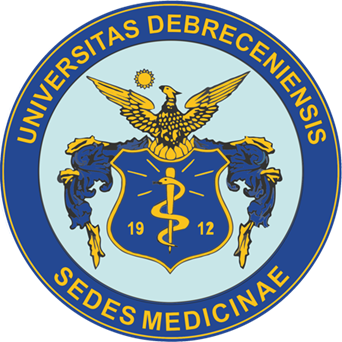 UNIVERSITAS DEBRECENIENSIS
19 12
SEDES MEDICINAE